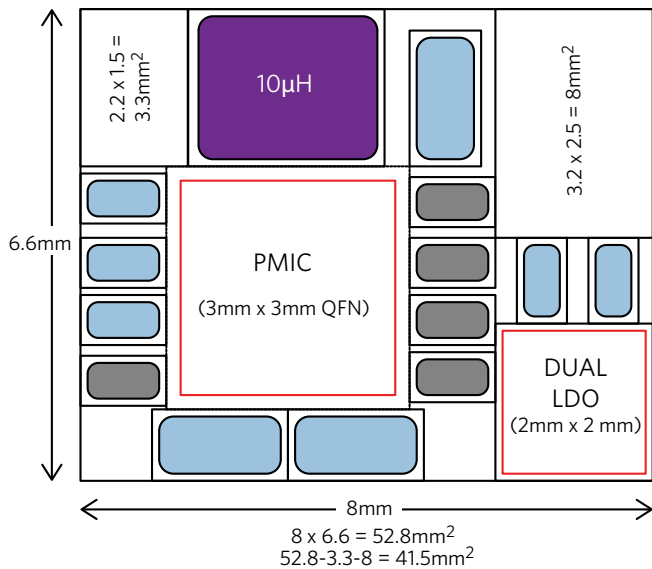 2.2 x 1.5 =
3.3mm²
10µH
3.2 x 2.5 = 8mm²
6.6mm
PMIC
(3mm x 3mm QFN)
DUAL
LDO
(2mm x 2 mm)
8mm
8 x 6.6 = 52.8mm²
52.8-3.3-8 = 41.5mm²